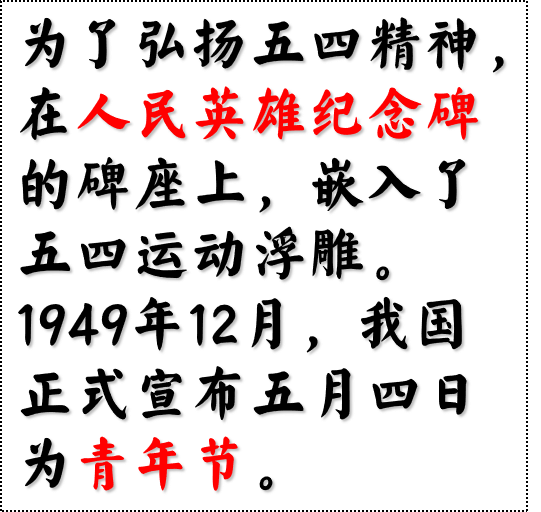 为了弘扬五四精神，
在人民英雄纪念碑
的碑座上，嵌入了
五四运动浮雕。
1949年12月，我国
正式宣布五月四日
为青年节。